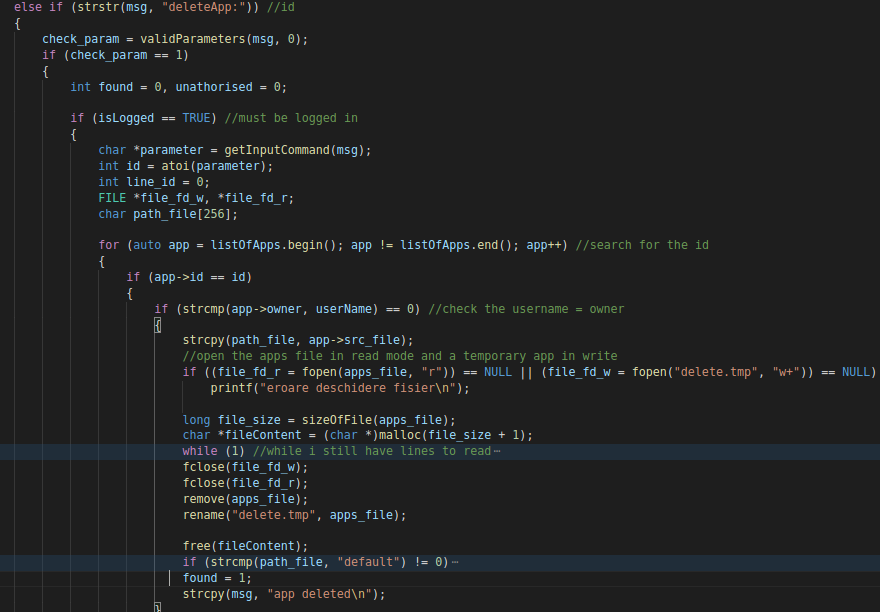 else if (strstr(msg, "deleteApp:")) //id
{
check_param = validParameters(msg, 0);
if (check_param == 1)
{
int found = 0, unathorised = 0;
if (isLogged == TRUE) //must be logged in
{
char *parameter = getInputCommand(msg);
int id = atoi(parameter);
int line_id = 0;
FILE *file_fd_w, *file_fd_r;
char path_file[256];
for (auto app = listOfApps.begin(); app != listOfApps.end(); app++) //search for the id
{
if (app->id == id)
{
if (strcmp(app->owner, userName) == 0) //check the username = owner
{
strcpy(path_file, app->src_file);
//open the apps file in read mode and a temporary app in write
if ((file_fd_r = fopen(apps_file, "r")) == NULL || (file_fd_w = fopen("delete.tmp", "w+")) == NULL)
printf("eroare deschidere fisier\n");
long file_size = sizeOfFile(apps_file);
char *fileContent = (char *)malloc(file_size + 1);
while (1) //while i still have lines to read⋯
fclose(file_fd_w);
fclose(file_fd_r);
remove(apps_file);
rename("delete.tmp", apps_file);
free(fileContent);
if (strcmp(path_file, "default") != 0)⋯
found = 1;
strcpy(msg, "app deleted\n");
}